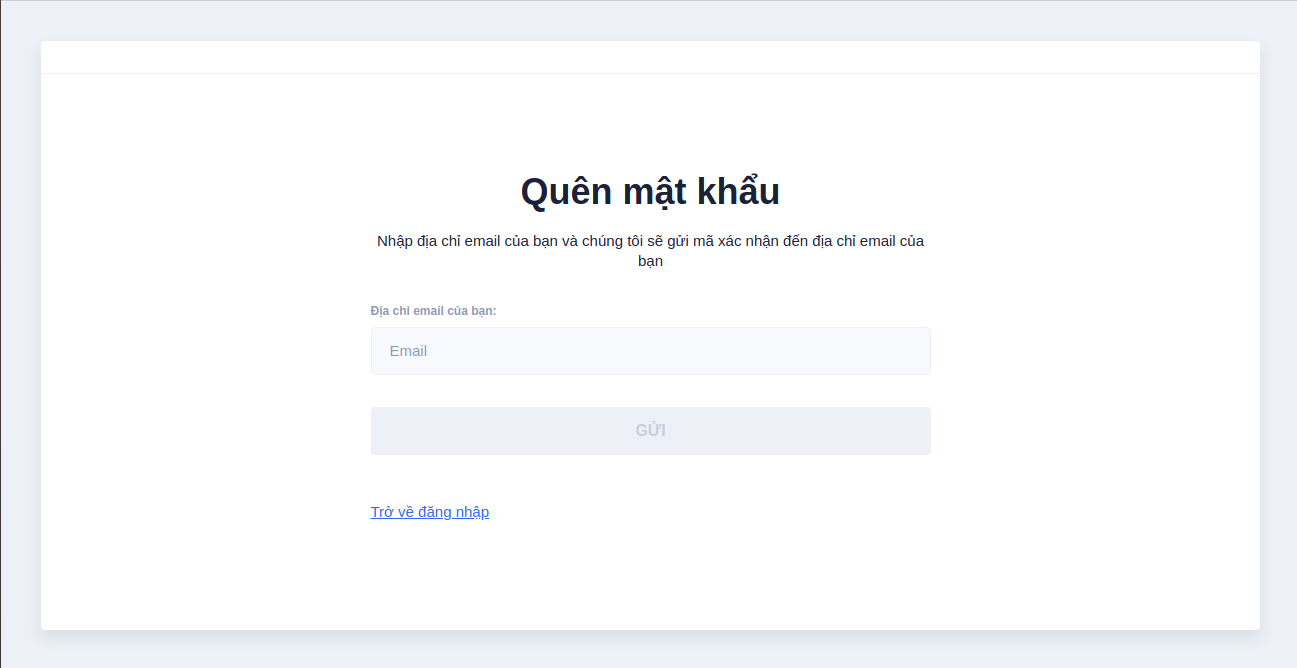 Quên mật khẩu
Nhập địa chỉ email của bạn và chúng tôi sẽ gửi mã xác nhận đến địa chỉ email của
bạn
Địa chỉ email của bạn:
Email
GỬI
Trở về đăng nhập